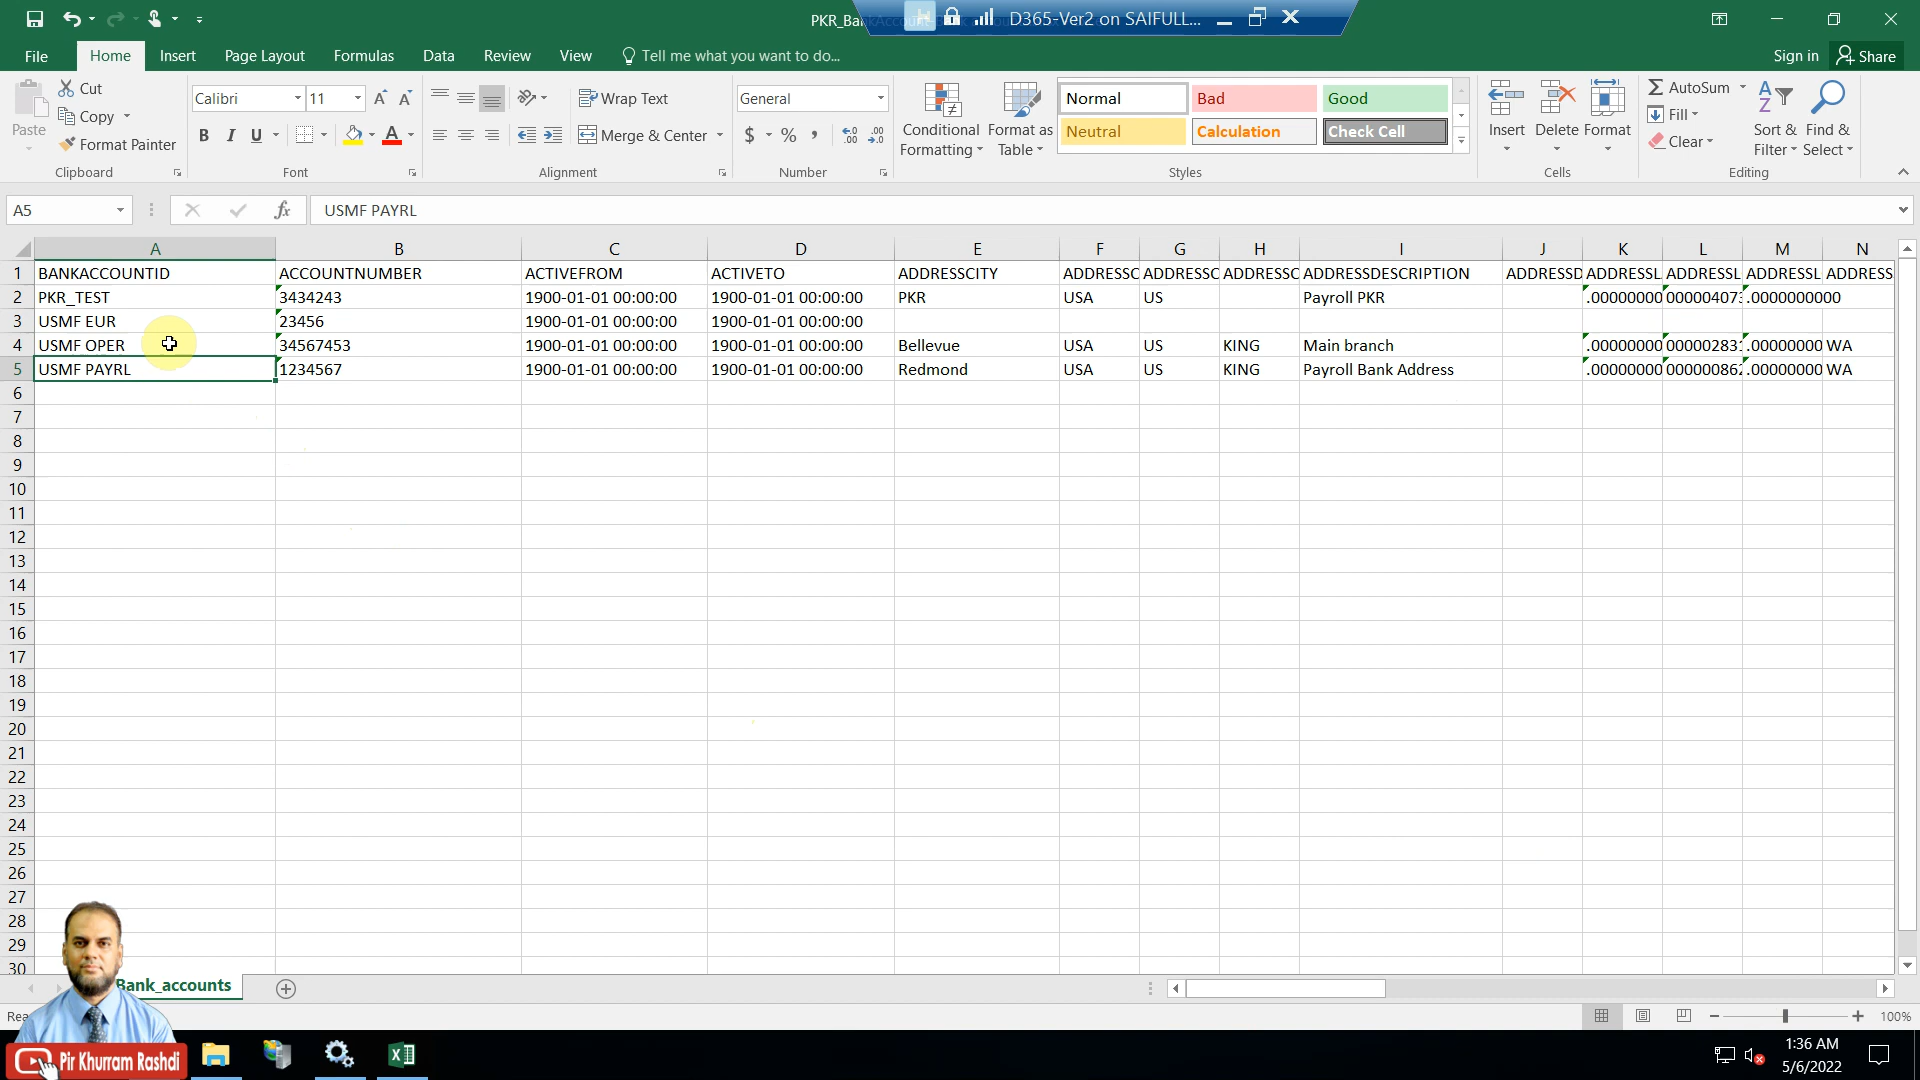 PKR_Ba
D365-Ver2 on SAIFULL...
File
Home
Insert
Page Layout
Formulas
Data
Review
View
Tell me what you want to do...
Sign in
Share
Paste
Cut
Copy
Format Painter
Clipboard
Calibri
11
B I U
A
Font
Wrap Text
Merge & Center
Alignment
General
$ % ,
Number
Conditional
Formatting
Format as
Table
Normal
Bad
Good
Neutral
Calculation
Check Cell
Styles
Insert
Delete
Format
Cells
AutoSum
Fill
Clear
Sort &
Filter
Find &
Select
Editing
A5
fx
USMF PAYRL
A B C D E F G H I J K L M N
1 BANKACCOUNTID ACCOUNTNUMBER ACTIVEFROM ACTIVETO ADDRESSCITY ADDRESSC ADDRESSC ADDRESSC ADDRESSDESCRIPTION ADDRESSD ADDRESSL ADDRESSL ADDRESSL ADDRESS
2 PKR_TEST 3434243 1900-01-01 00:00:00 1900-01-01 00:00:00 PKR USA US Payroll PKR .00000000 000004073 .0000000000
3 USMF EUR 23456 1900-01-01 00:00:00 1900-01-01 00:00:00
4 USMF OPER 34567453 1900-01-01 00:00:00 1900-01-01 00:00:00 Bellevue USA US KING Main branch .00000000 000002831 .00000000 WA
5 USMF PAYRL 1234567 1900-01-01 00:00:00 1900-01-01 00:00:00 Redmond USA US KING Payroll Bank Address .00000000 000000862 .00000000 WA
6
7
8
9
10
11
12
13
14
15
16
17
18
19
20
21
22
23
24
25
26
27
28
29
30
Bank_accounts
Rea
100%
Pir Khurram Rashdi
1:36 AM
5/6/2022